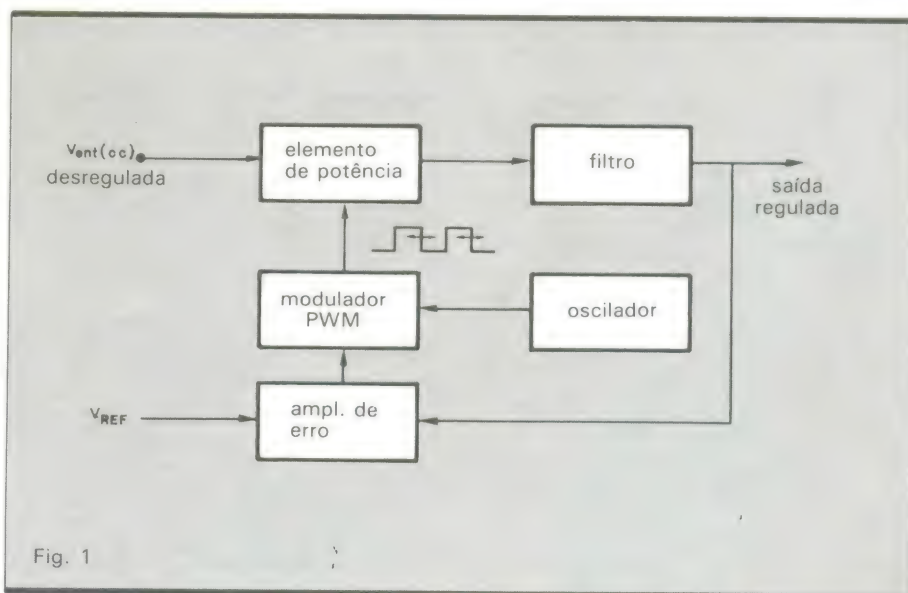 Vent(cc)
desregulada
elemento
de potência
filtro
saída
regulada
modulador
PWM
oscilador
VREF
ampl. de
erro
Fig. 1